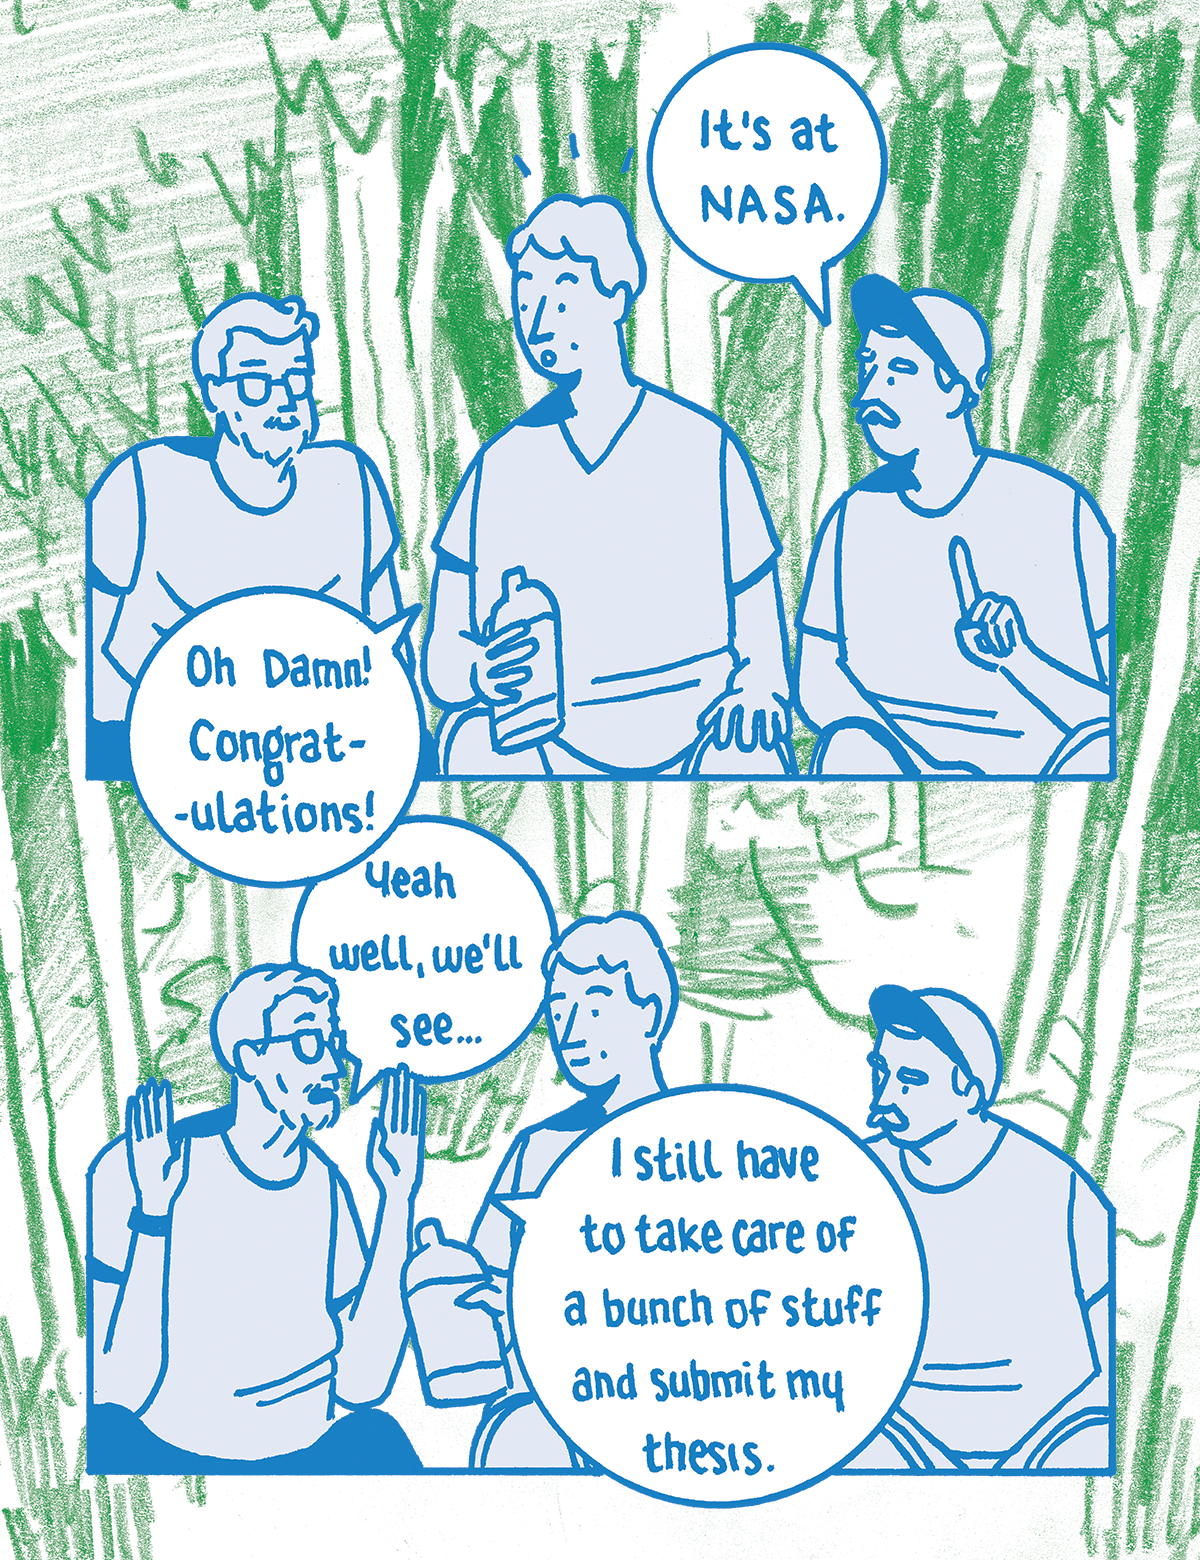 It's at
NASA.
Oh Damn!
Congrat-
-ulations!
Yeah
well, we'll
see...
I still have
to take care of
a bunch of stuff
and submit my
thesis.